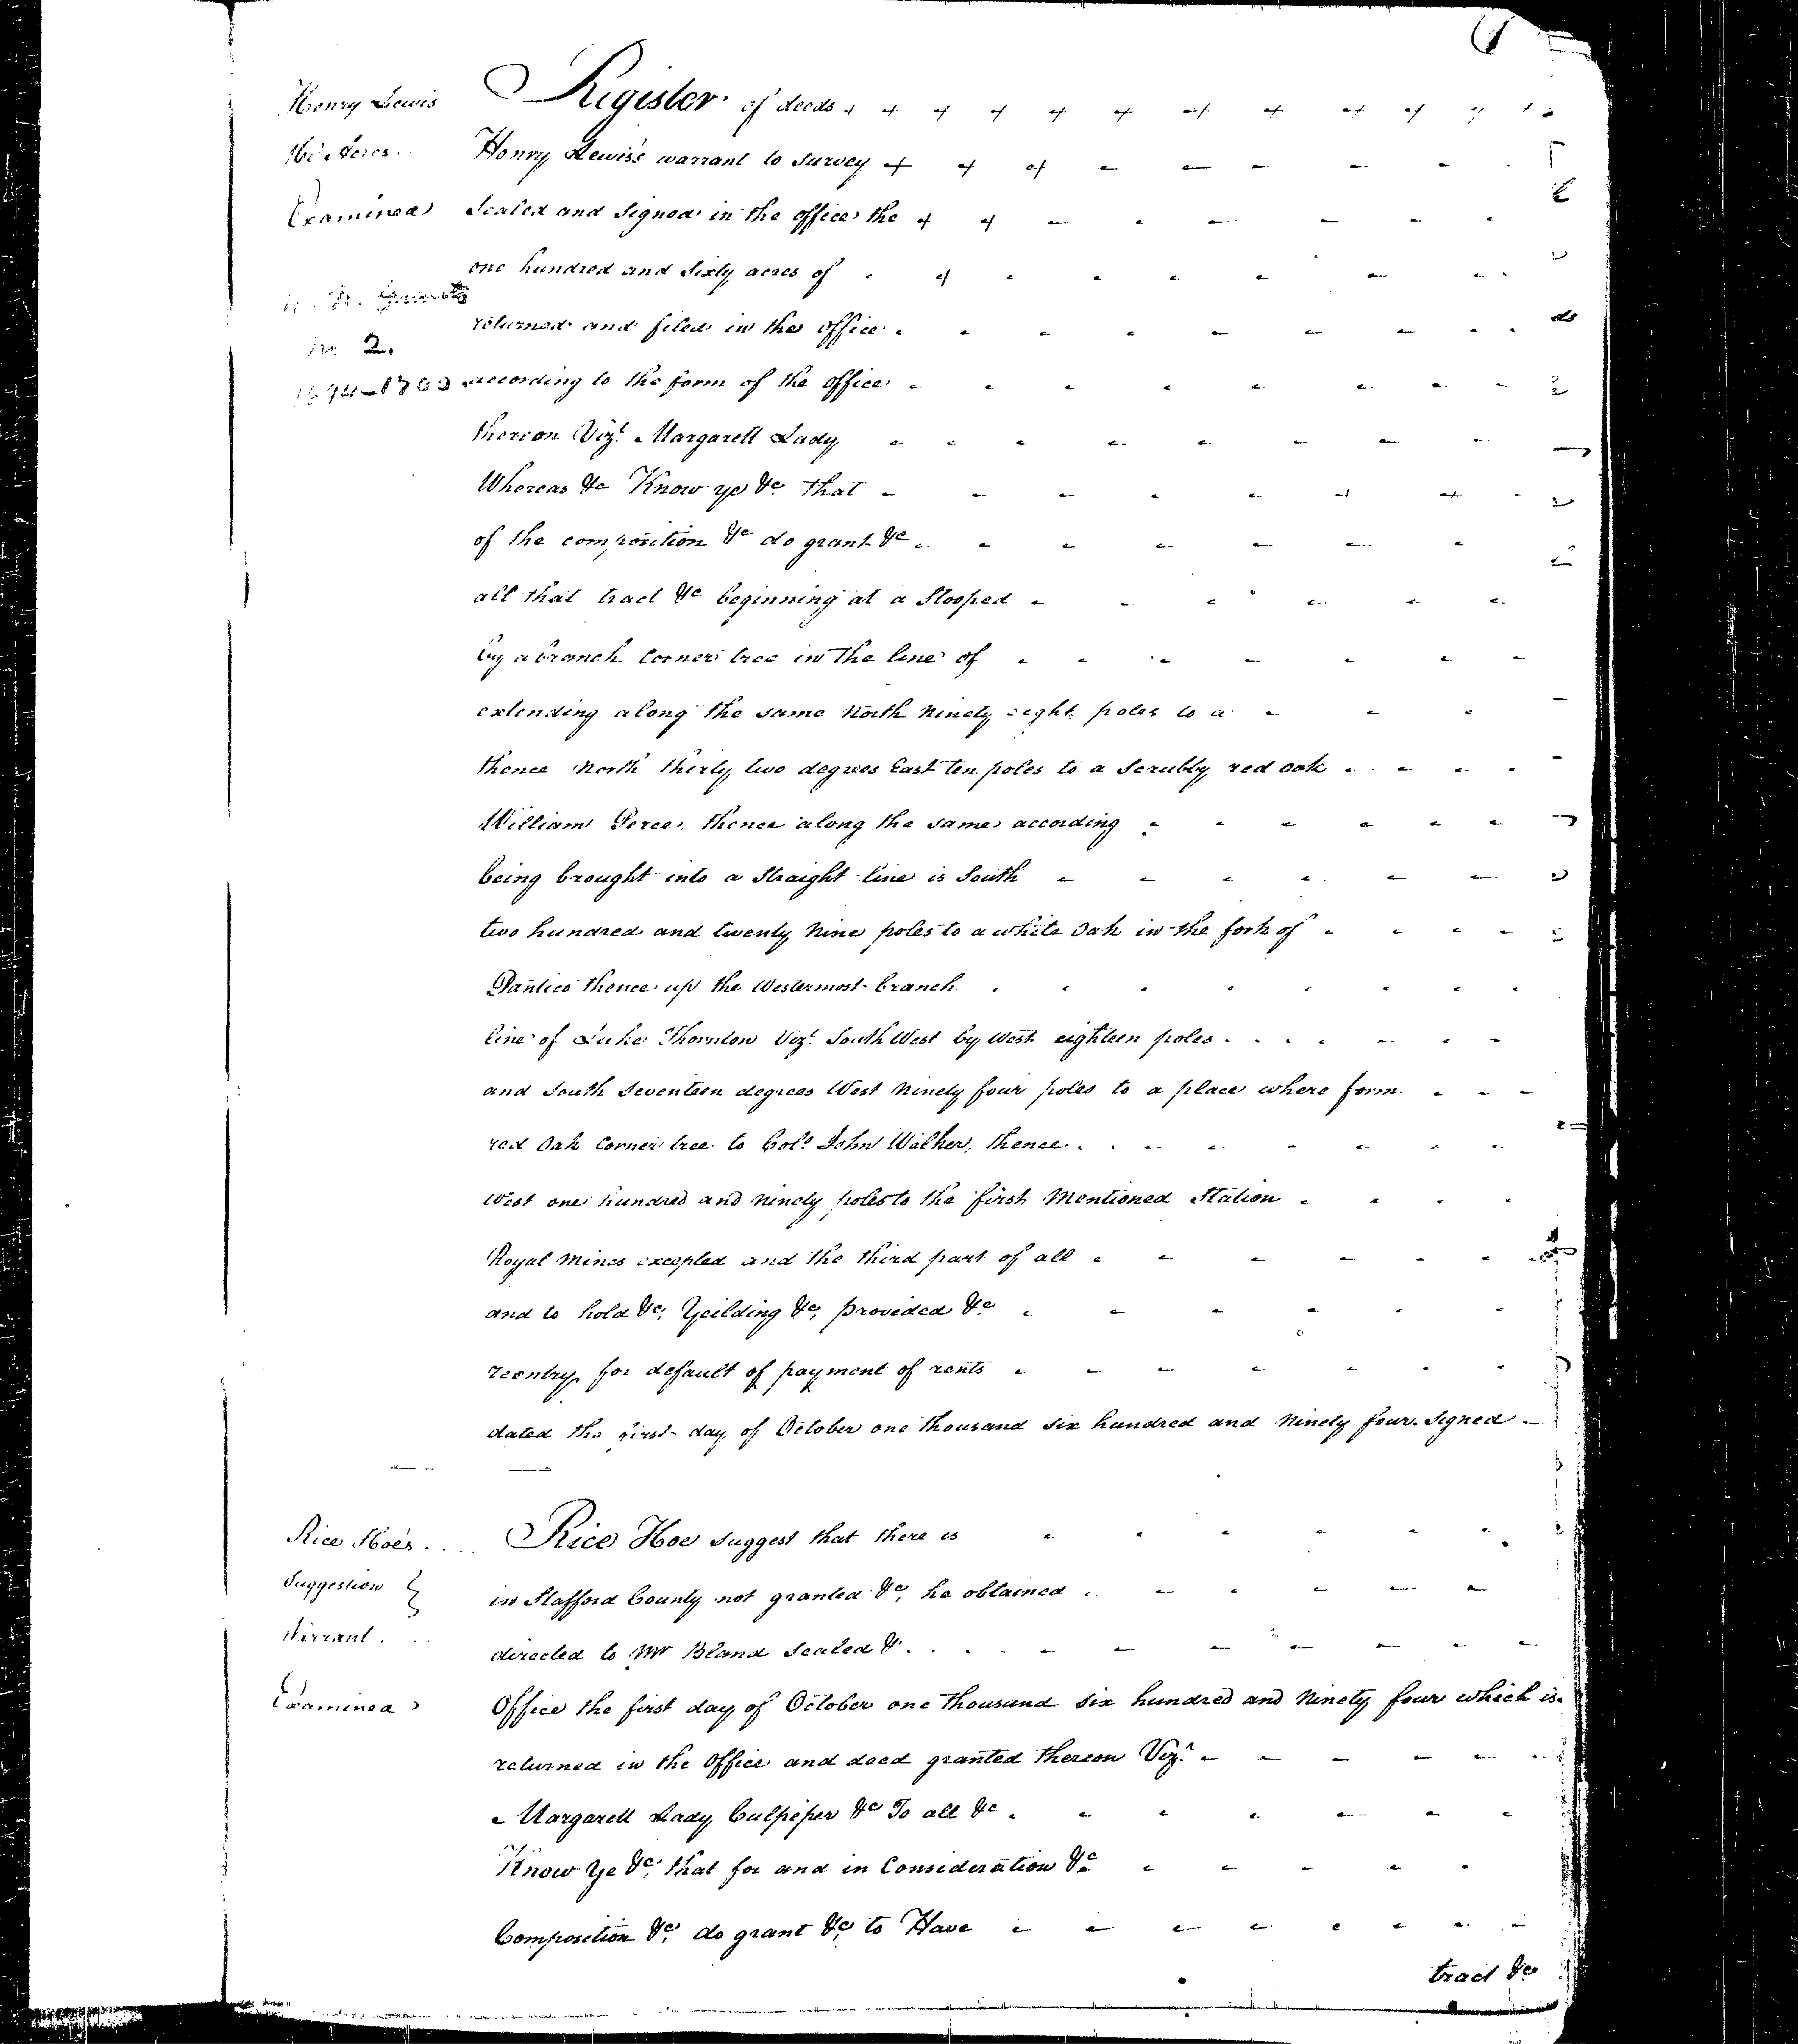 Henry Lewis
160 Acres
Examined
N. N. Grants
No 2.
1694-1700
Register of deeds
Henry Lewis's warrant to survey
Sealed and Signed in the office the
one hundred and Sixty acres of
returned and filed in the office
according to the form of the office
thereon Vizt. Margarett Lady
Whereas &c Know ye &c that
of the composition &c do grant &c
all that tract &c beginning at a Stooped
by a branch Corner tree in the line of
extending along the same North Ninety eight poles to a
thence North thirty two degrees East ten poles to a Scrubby red oak
William Perce, thence along the same according
being brought into a Straight line is South
two hundred and twenty Nine poles to a white Oak in the fork of
thence up the Westermost branch
line of Luke Thornton Vizt. South West by West eighteen poles
and South Seventeen degrees West Ninety four poles to a place where form
red Oak Corner tree to Colo. John Walker, thence
West one hundred and Ninety poles to the first Mentioned Station
Royal Mines excepted and the third part of all
and to hold &c, Yeilding &c, provided &c
reentry for default of payment of rents
dated the first day of October one thousand six hundred and Ninety four. Signed
Rice Hoe's
Suggestion
Warrant
Examined
Rice Hoe suggest that there is
in Stafford County not granted &c, he obtained
directed to Mr Bland Sealed &c
Office the first day of October one thousand six hundred and Ninety four which is
returned in the Office and deed granted thereon Vizt.
Margarett Lady Culpeper &c To all &c
Know Ye &c, that for and in Consideration &c
Composition &c, do grant &c, to Have
tract &c